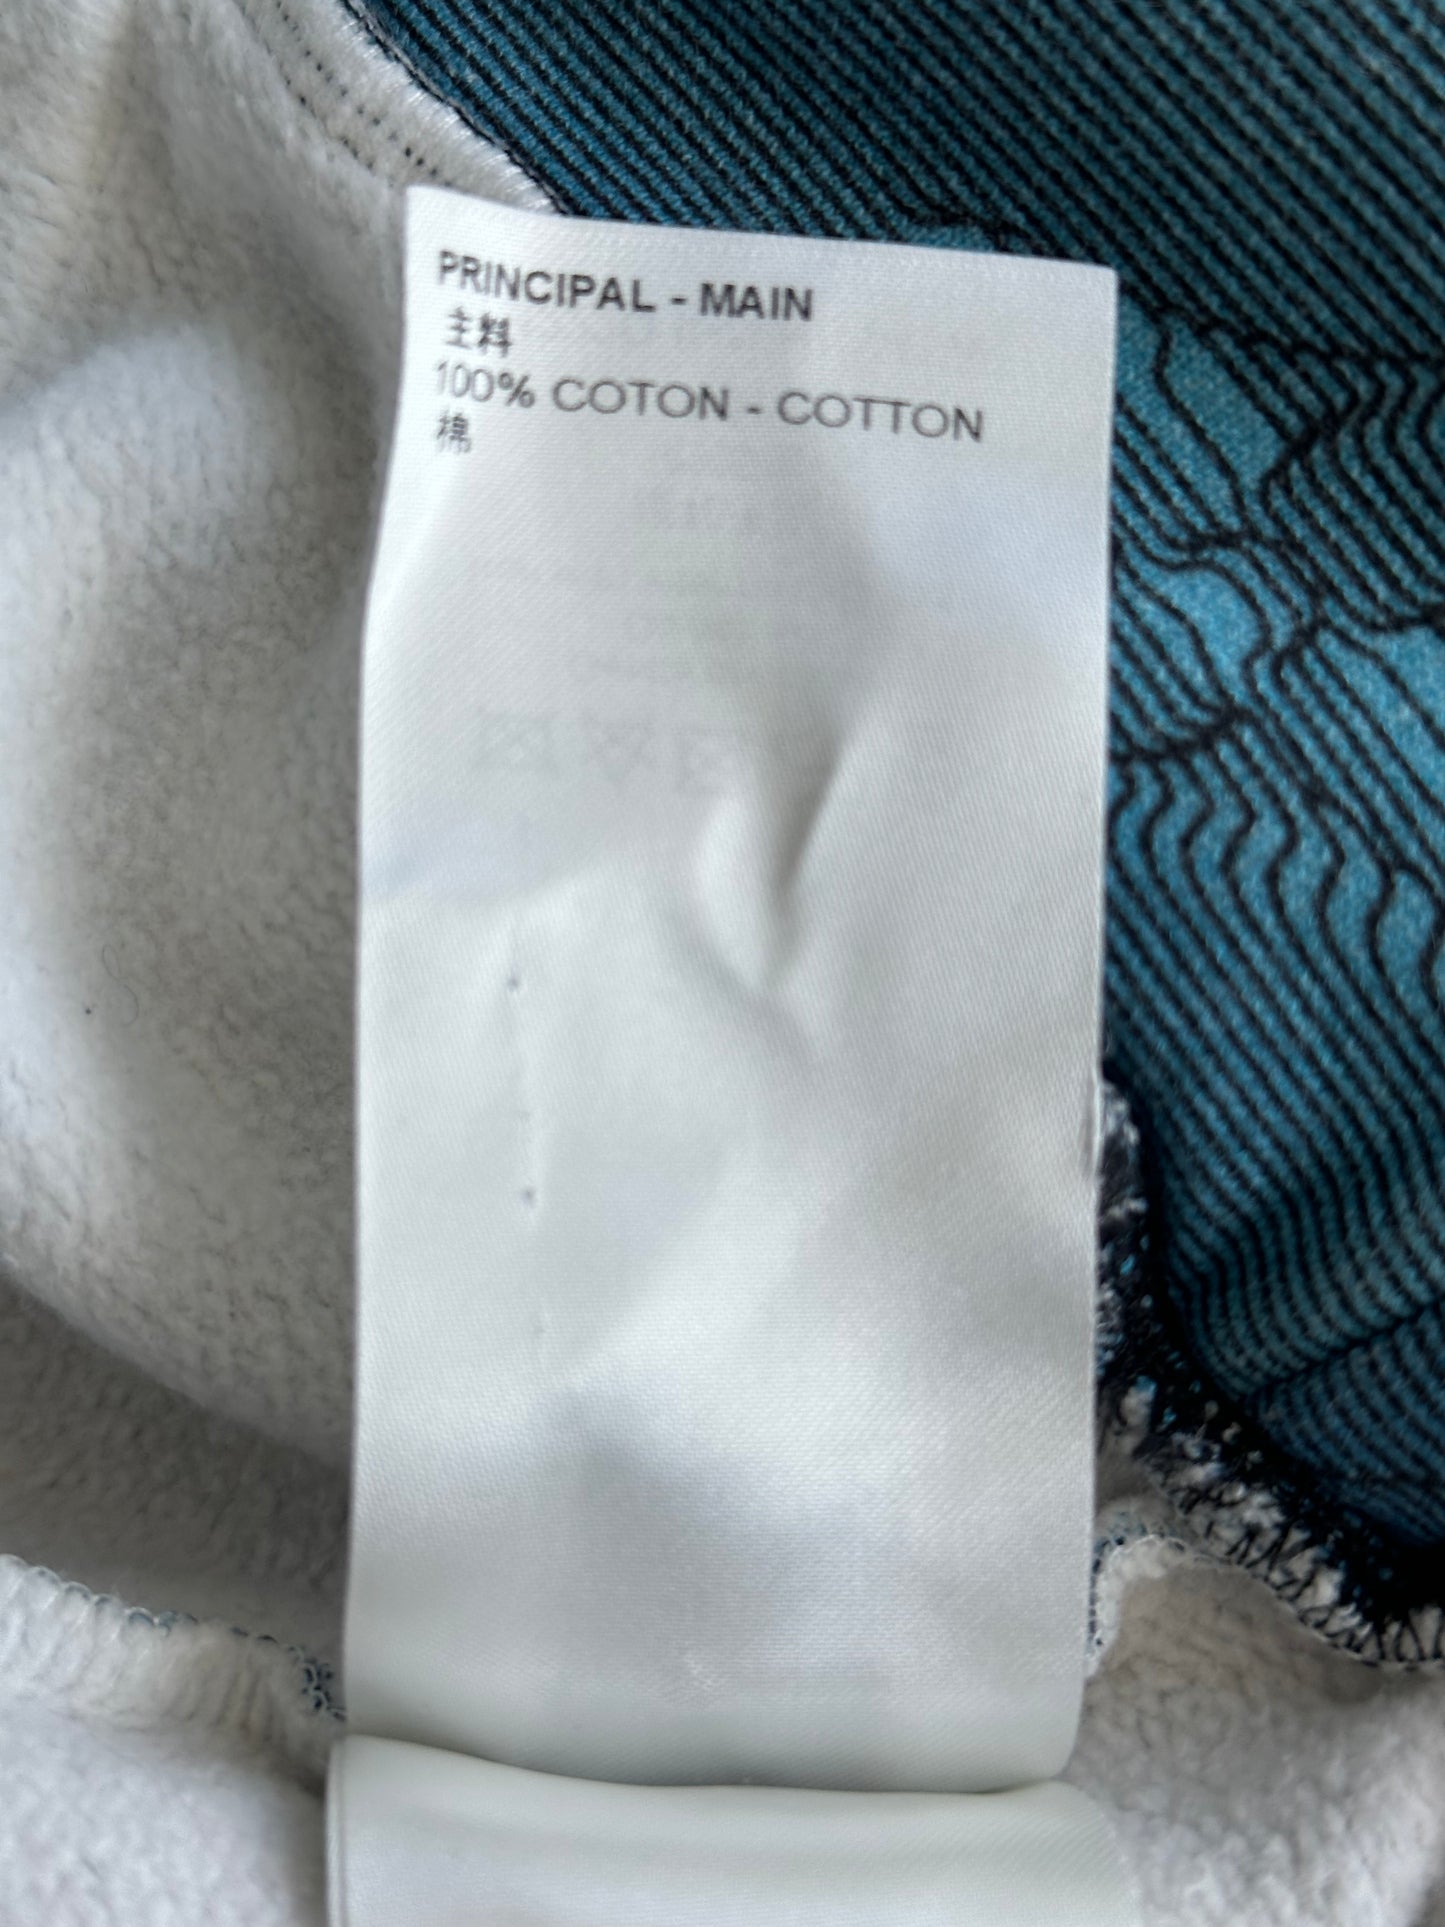 PRINCIPAL - MAIN
主料
100% COTON - COTTON
棉